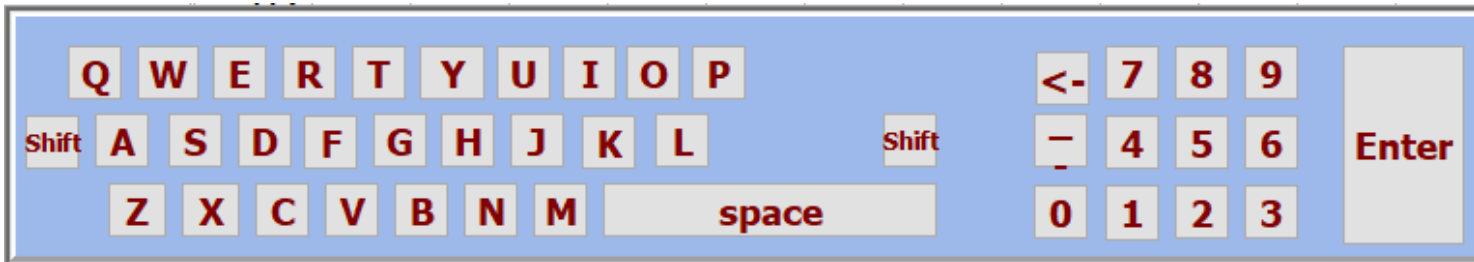 Q W E R T Y U I O P <- 7 8 9
Shift A S D F G H J K L Shift _ - 4 5 6 Enter
Z X C V B N M space 0 1 2 3